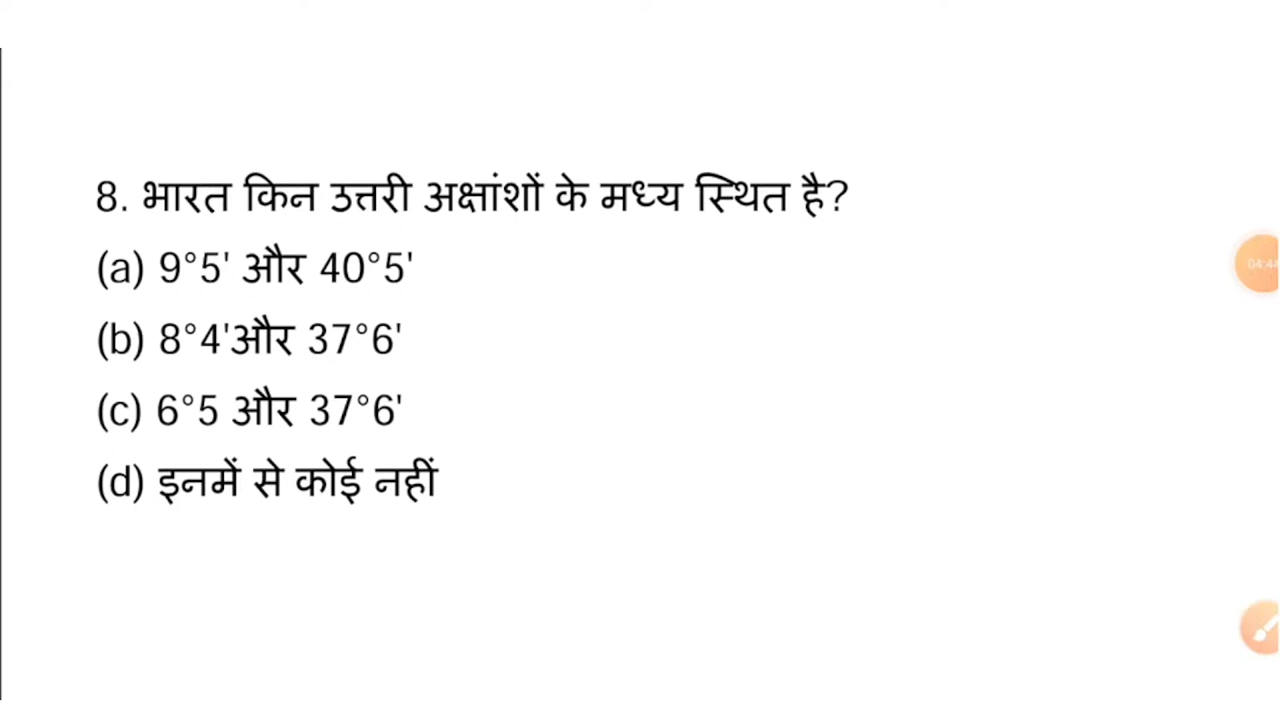 8. भारत किन उत्तरी अक्षांशों के मध्य स्थित है?
(a) 9°5' और 40°5'
(b) 8°4'और 37°6'
(c) 6°5 और 37°6'
(d) इनमें से कोई नहीं